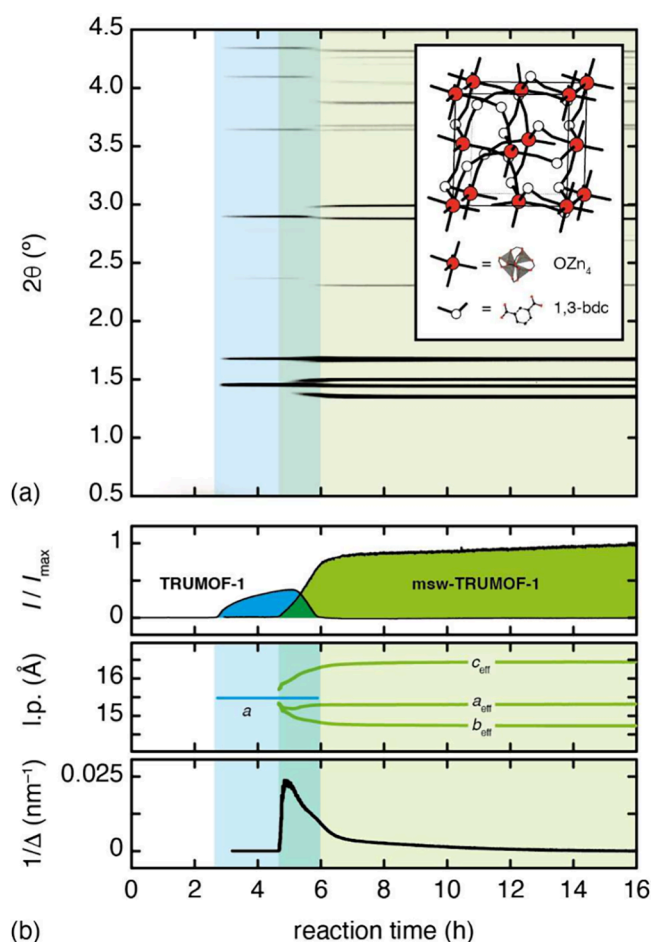 4.5
4.0
3.5
3.0
2.5
2.0
1.5
1.0
0.5
2θ (°)
= OZn4
= 1,3-bdc
(a)
1
0
I / Imax
TRUMOF-1
msw-TRUMOF-1
16
15
l.p. (Å)
a
ceff
aeff
beff
0.025
0
1/Δ (nm⁻¹)
0 2 4 6 8 10 12 14 16
(b)
reaction time (h)